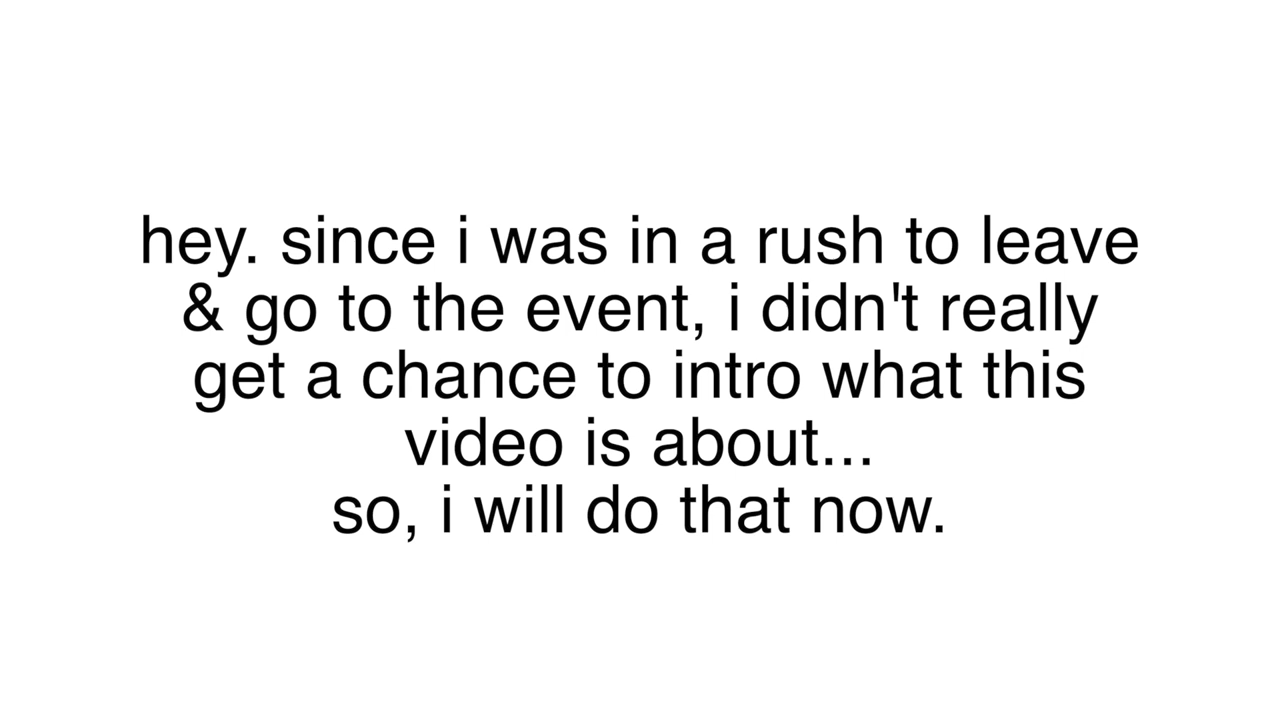 hey. since i was in a rush to leave
& go to the event, i didn't really
get a chance to intro what this
video is about...
so, i will do that now.